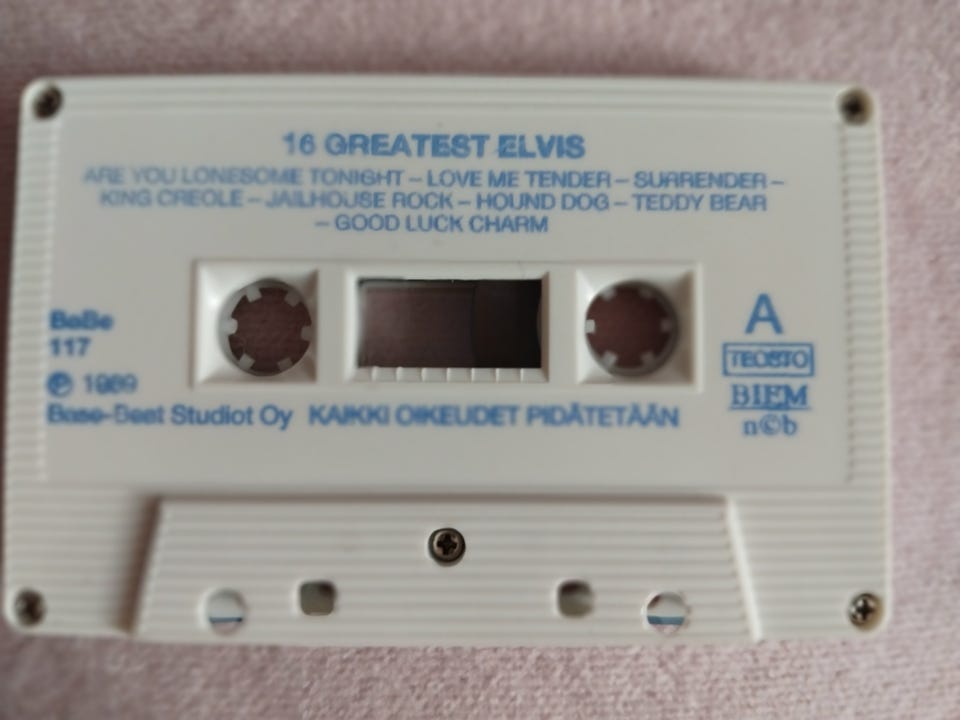 16 GREATEST ELVIS
ARE YOU LONESOME TONIGHT – LOVE ME TENDER – SURRENDER –
KING CREOLE – JAILHOUSE ROCK – HOUND DOG – TEDDY BEAR
– GOOD LUCK CHARM
A
BaBe
117
TEOSTO
℗ 1989
BIEM
Base-Beat Studiot Oy KAIKKI OIKEUDET PIDÄTETÄÄN
n©b